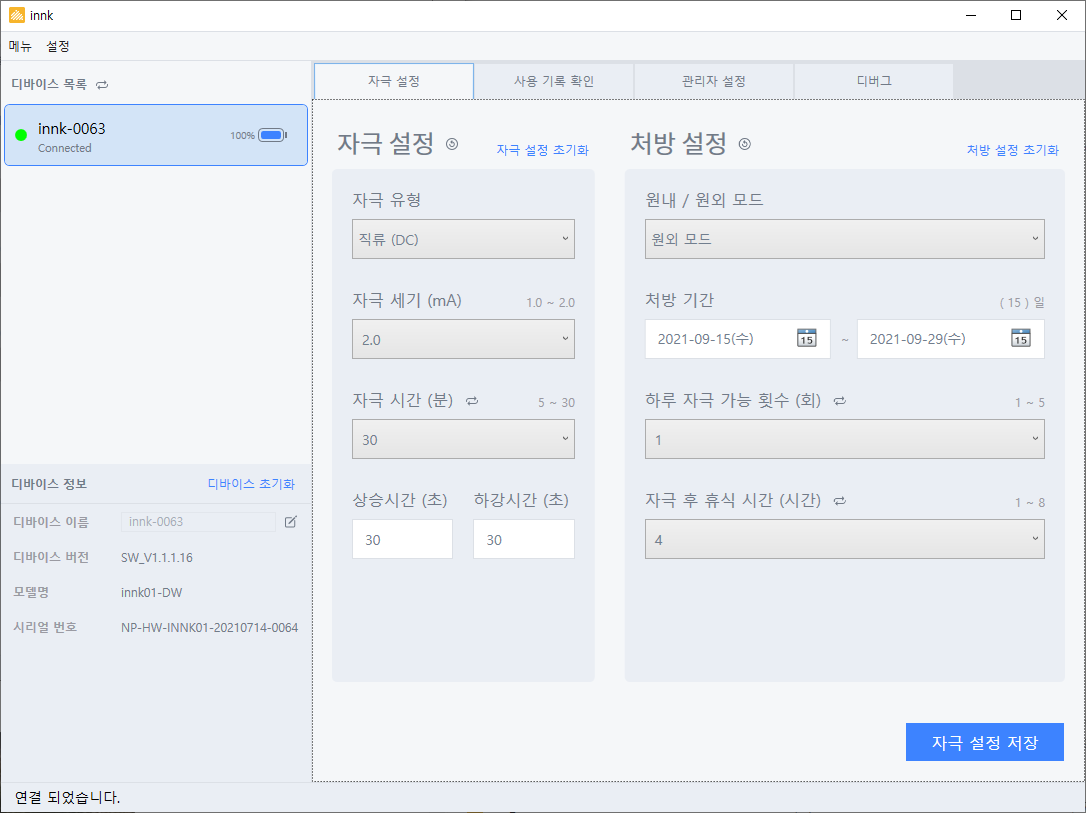 innk
메뉴 설정
디바이스 목록
innk-0063
Connected
100%
디바이스 정보
디바이스 초기화
디바이스 이름
innk-0063
디바이스 버전
SW_V1.1.1.16
모델명
innk01-DW
시리얼 번호
NP-HW-INNK01-20210714-0064
자극 설정
사용 기록 확인
관리자 설정
디버그
자극 설정
자극 설정 초기화
자극 유형
직류 (DC)
자극 세기 (mA)
1.0 ~ 2.0
2.0
자극 시간 (분)
5 ~ 30
30
상승시간 (초)
하강시간 (초)
30
30
처방 설정
처방 설정 초기화
원내 / 원외 모드
원외 모드
처방 기간
( 15 ) 일
2021-09-15(수)
15
~
2021-09-29(수)
15
하루 자극 가능 횟수 (회)
1 ~ 5
1
자극 후 휴식 시간 (시간)
1 ~ 8
4
자극 설정 저장
연결 되었습니다.